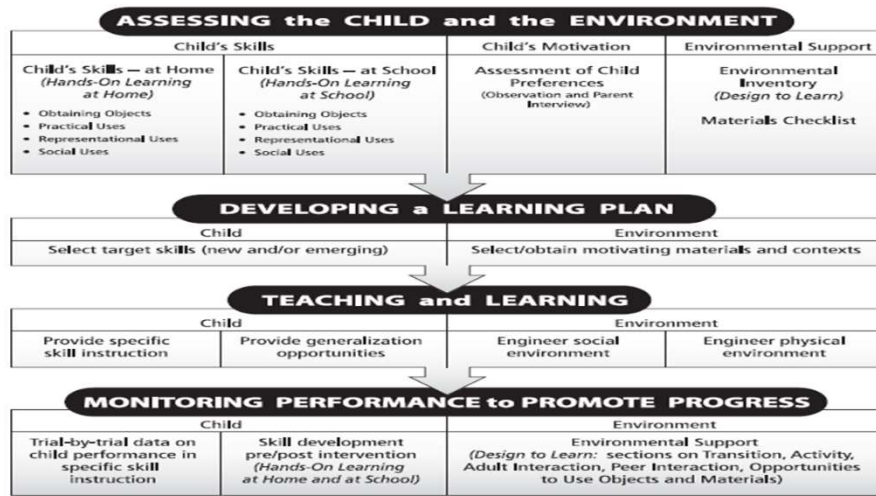 ASSESSING the CHILD and the ENVIRONMENT
Child's Skills
Child's Motivation
Environmental Support
Child's Skills — at Home
(Hands-On Learning
at Home)
• Obtaining Objects
• Practical Uses
• Representational Uses
• Social Uses
Child's Skills — at School
(Hands-On Learning
at School)
• Obtaining Objects
• Practical Uses
• Representational Uses
• Social Uses
Assessment of Child
Preferences
(Observation and Parent
Interview)
Environmental
Inventory
(Design to Learn)
Materials Checklist
DEVELOPING a LEARNING PLAN
Child
Environment
Select target skills (new and/or emerging)
Select/obtain motivating materials and contexts
TEACHING and LEARNING
Child
Environment
Provide specific
skill instruction
Provide generalization
opportunities
Engineer social
environment
Engineer physical
environment
MONITORING PERFORMANCE to PROMOTE PROGRESS
Child
Environment
Trial-by-trial data on
child performance in
specific skill
instruction
Skill development
pre/post intervention
(Hands-On Learning
at Home and at School)
Environmental Support
(Design to Learn: sections on Transition, Activity,
Adult Interaction, Peer Interaction, Opportunities
to Use Objects and Materials)